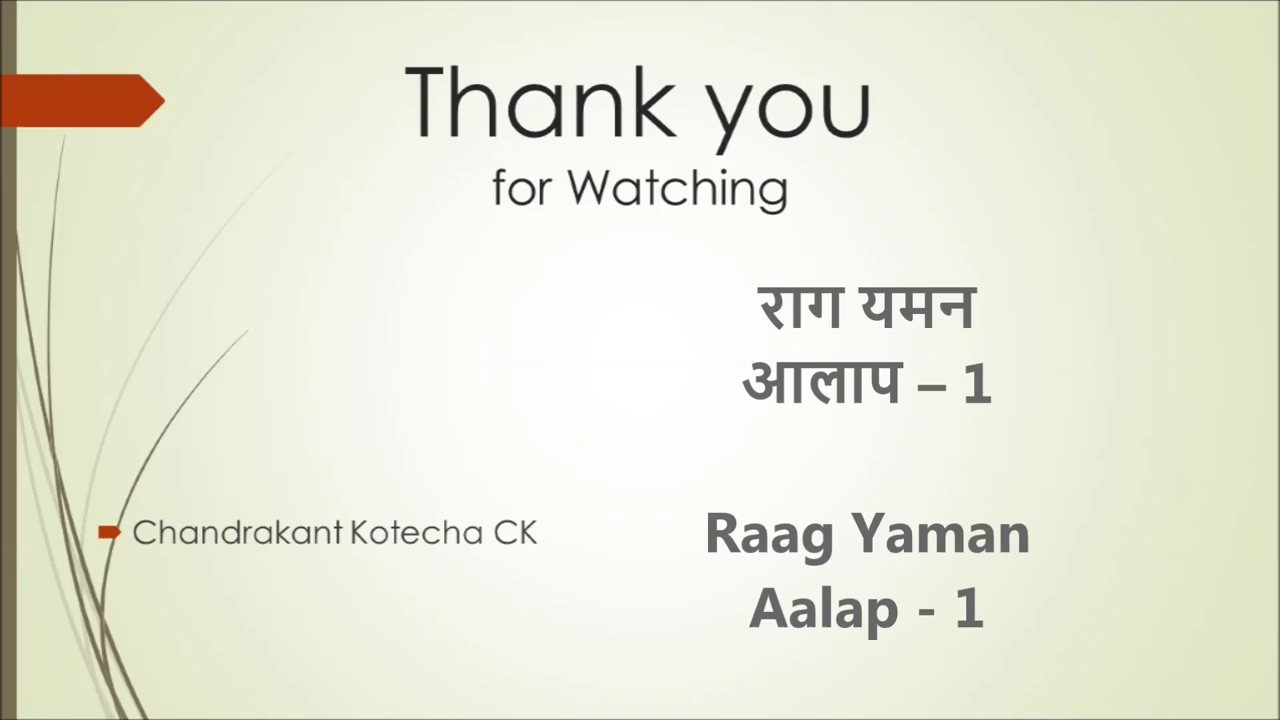 Thank you
for Watching
Chandrakant Kotecha CK
राग यमन
आलाप – 1
Raag Yaman
Aalap - 1